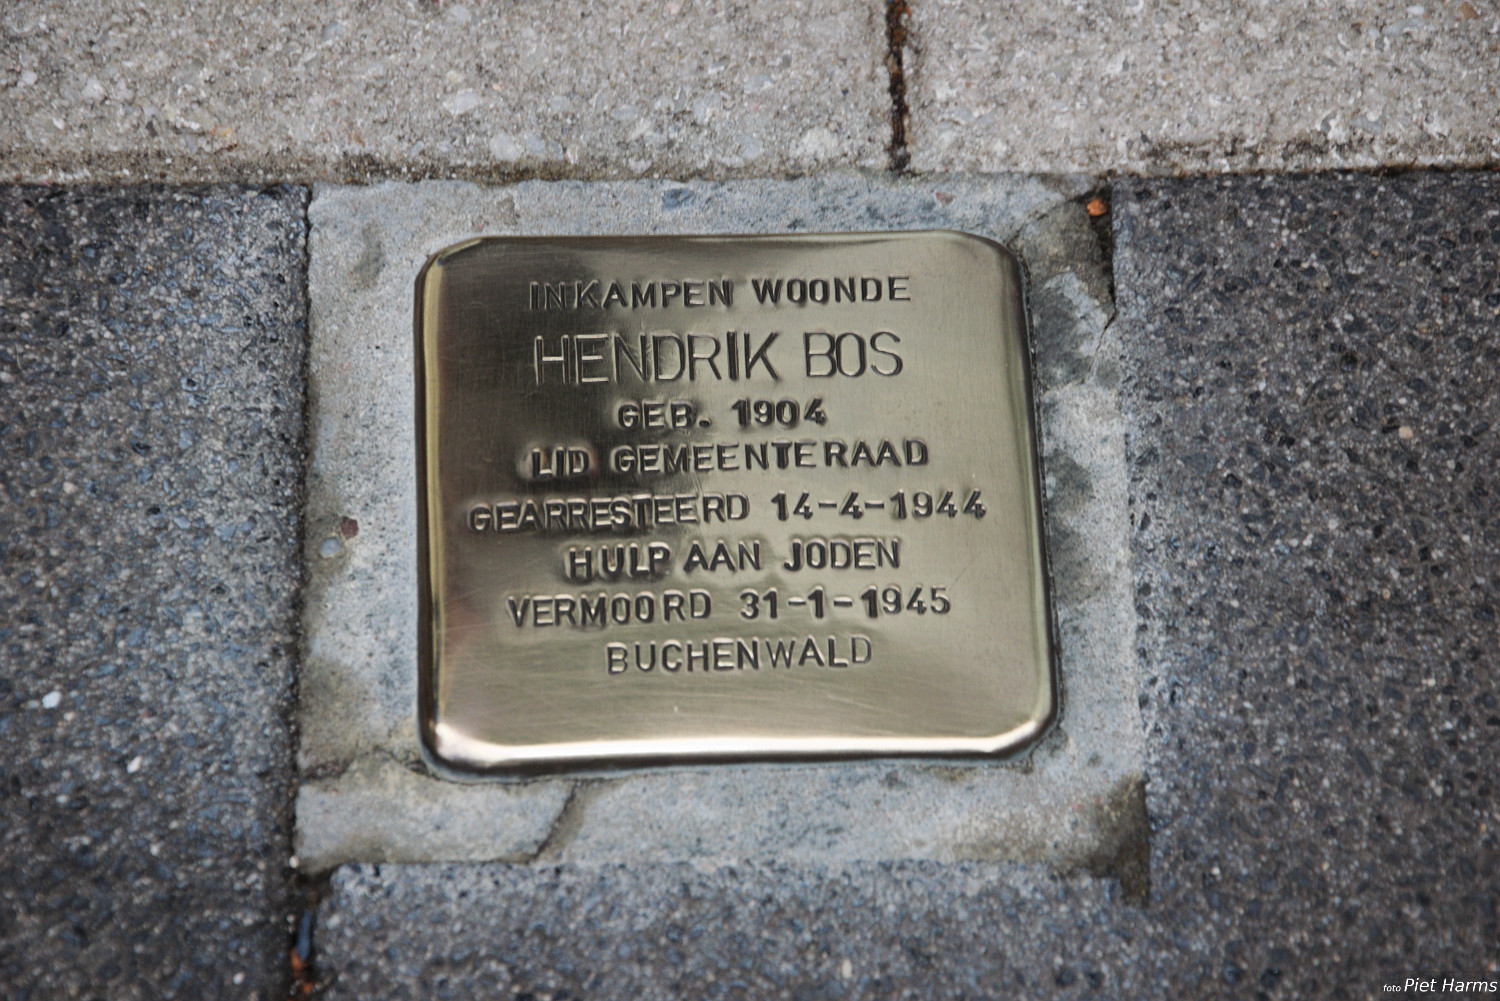 IN KAMPEN WOONDE
HENDRIK BOS
GEB. 1904
LID GEMEENTERAAD
GEARRESTEERD 14-4-1944
HULP AAN JODEN
VERMOORD 31-1-1945
BUCHENWALD
foto Piet Harms